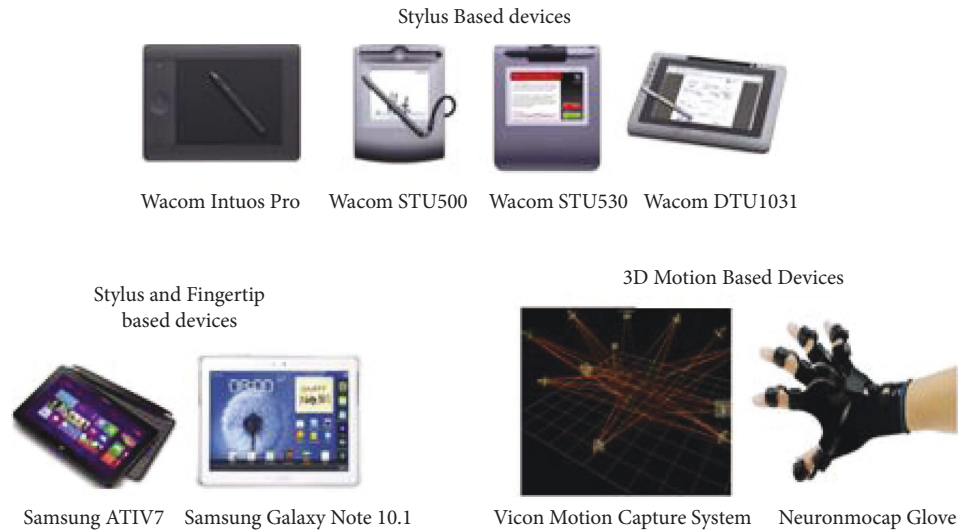 Stylus Based devices
Wacom Intuos Pro
Wacom STU500
Wacom STU530
Wacom DTU1031
Stylus and Fingertip
based devices
3D Motion Based Devices
Samsung ATIV7
Samsung Galaxy Note 10.1
Vicon Motion Capture System
Neuronmocap Glove